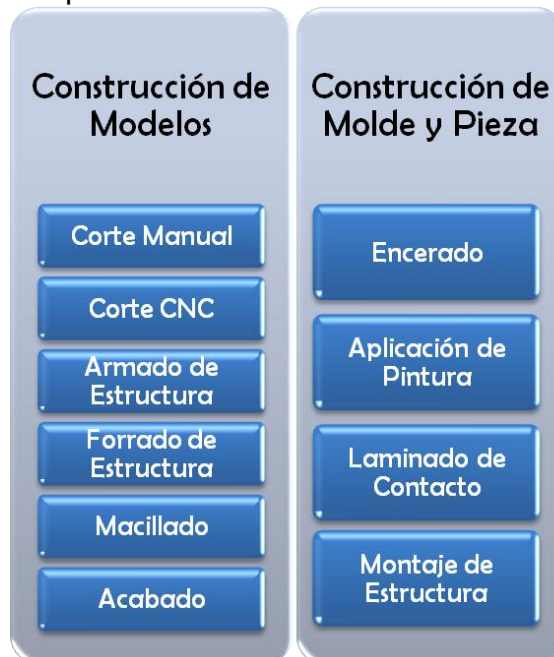 Construcción de
Modelos
Corte Manual
Corte CNC
Armado de
Estructura
Forrado de
Estructura
Macillado
Acabado
Construcción de
Molde y Pieza
Encerado
Aplicación de
Pintura
Laminado de
Contacto
Montaje de
Estructura